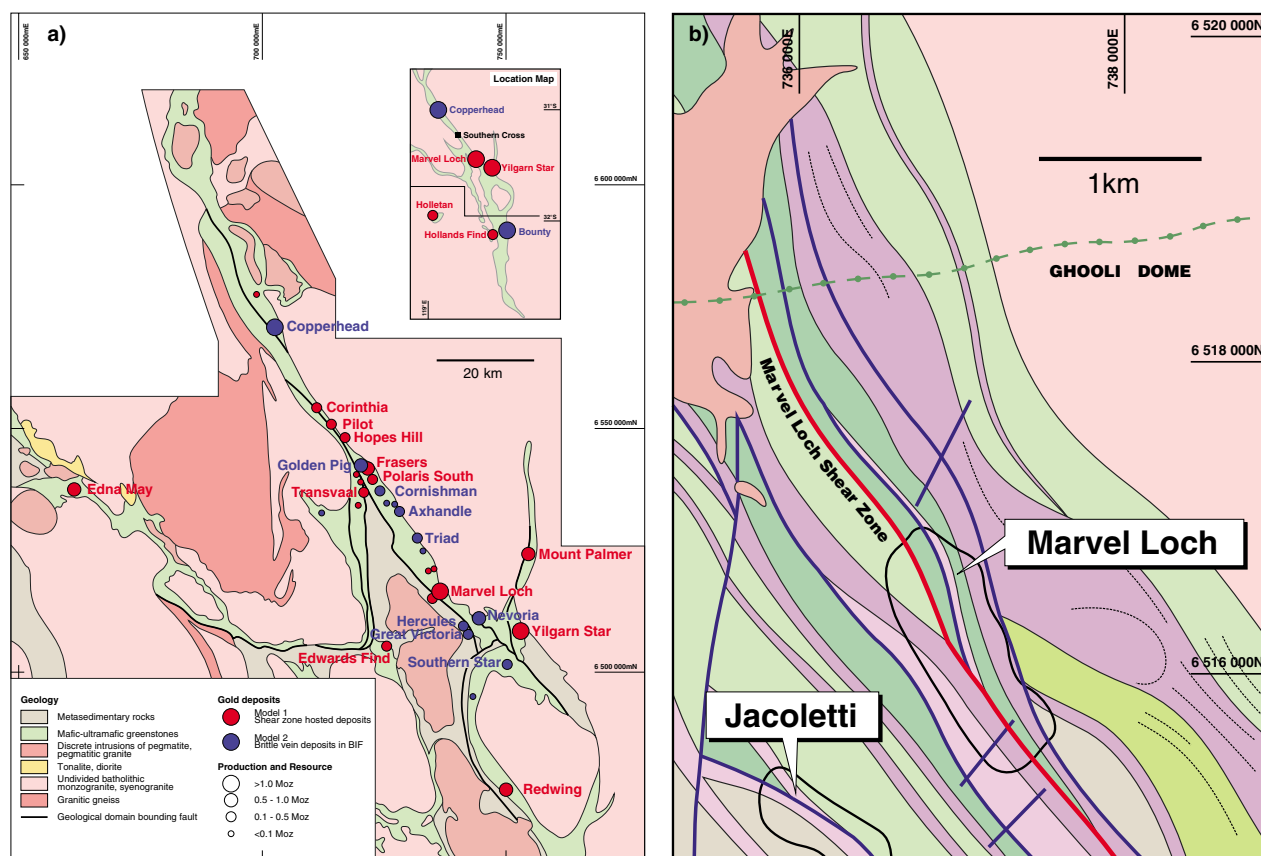 a)
650 000mE
700 000mE
750 000mE
Location Map
Copperhead
31°S
Southern Cross
Marvel Loch
Yilgarn Star
Holletan
32°S
Hollands Find
Bounty
119°E
6 600 000mN
Copperhead
20 km
Corinthia
Pilot
6 550 000mN
Hopes Hill
Golden Pig
Frasers
Polaris South
Edna May
Transvaal
Cornishman
Axhandle
Triad
Mount Palmer
Marvel Loch
Hercules
Nevoria
Great Victoria
Yilgarn Star
Edwards Find
Southern Star
6 500 000mN
Redwing
Geology
Metasedimentary rocks
Mafic-ultramafic greenstones
Discrete intrusions of pegmatite,
pegmatitic granite
Tonalite, diorite
Undivided batholithic
monzogranite, syenogranite
Granitic gneiss
Geological domain bounding fault
Gold deposits
Model 1
Shear zone hosted deposits
Model 2
Brittle vein deposits in BIF
Production and Resource
>1.0 Moz
0.5 - 1.0 Moz
0.1 - 0.5 Moz
<0.1 Moz
b)
736 000E
738 000E
6 520 000N
1km
GHOOLI DOME
6 518 000N
Marvel Loch Shear Zone
Marvel Loch
6 516 000N
Jacoletti